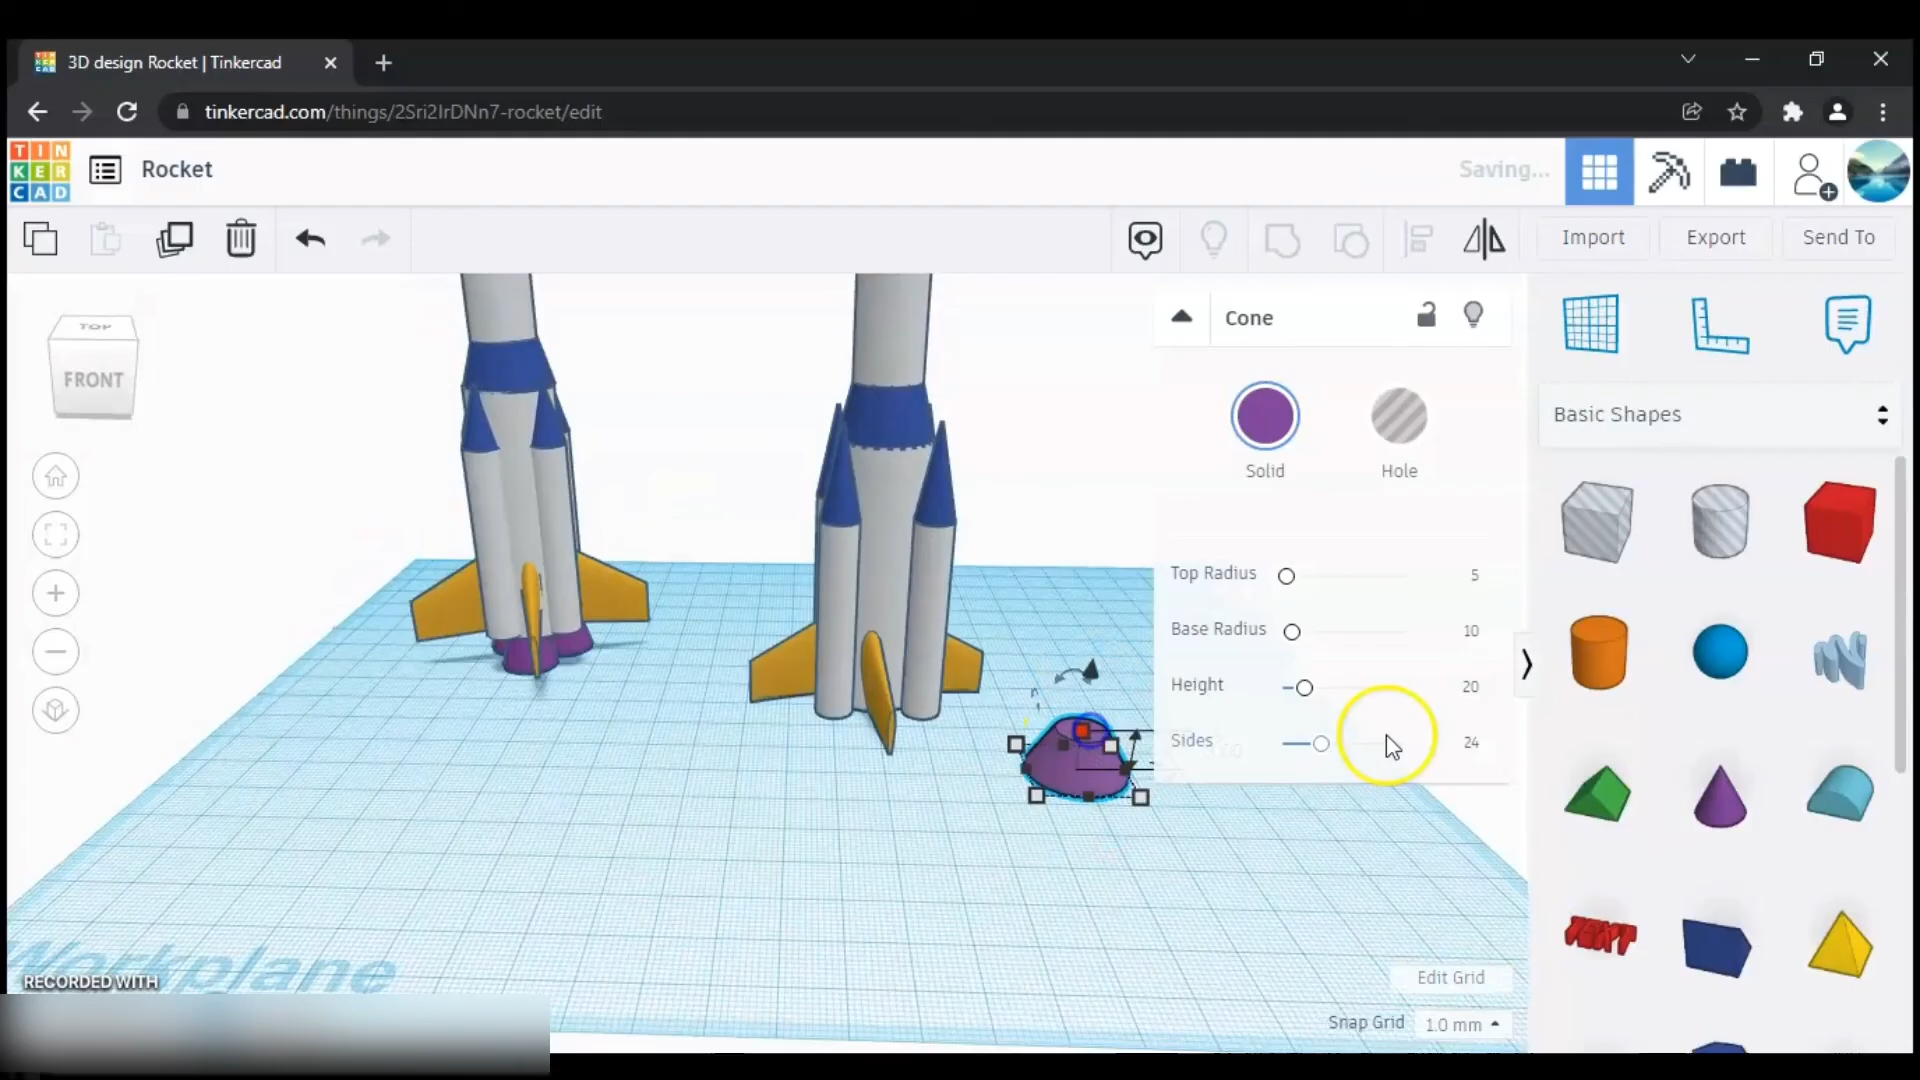 3D design Rocket | Tinkercad
tinkercad.com/things/2Sri2IrDNn7-rocket/edit
TIN
KER
CAD
Rocket
Saving...
Import
Export
Send To
TOP
FRONT
Cone
Solid
Hole
Top Radius 5
Base Radius 10
Height 20
Sides 24
Basic Shapes
TEXT
Workplane
Edit Grid
Snap Grid 1.0 mm
RECORDED WITH